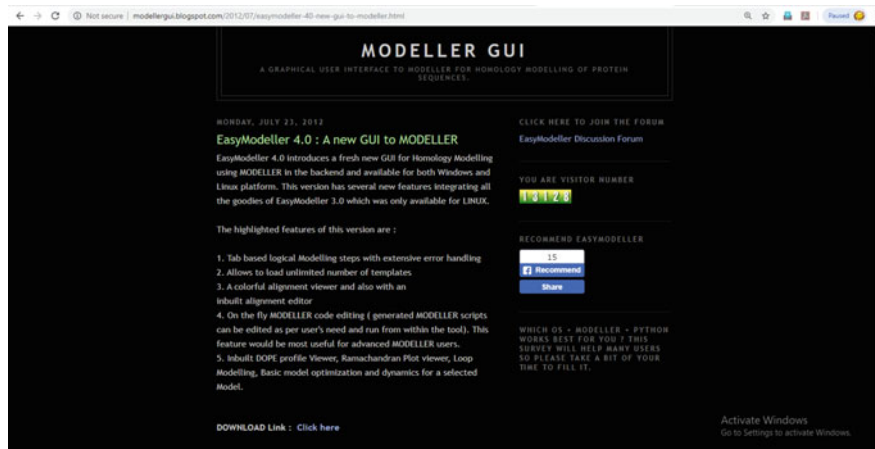 Not secure | modellergui.blogspot.com/2012/07/easymodeller-40-new-gui-to-modeller.html
Paused
MODELLER GUI
A GRAPHICAL USER INTERFACE TO MODELLER FOR HOMOLOGY MODELLING OF PROTEIN
SEQUENCES.
MONDAY, JULY 23, 2012
EasyModeller 4.0 : A new GUI to MODELLER
EasyModeller 4.0 introduces a fresh new GUI for Homology Modelling
using MODELLER in the backend and available for both Windows and
Linux platform. This version has several new features integrating all
the goodies of EasyModeller 3.0 which was only available for LINUX.
The highlighted features of this version are :
1. Tab based logical Modelling steps with extensive error handling
2. Allows to load unlimited number of templates
3. A colorful alignment viewer and also with an
inbuilt alignment editor
4. On the fly MODELLER code editing ( generated MODELLER scripts
can be edited as per user's need and run from within the tool). This
feature would be most useful for advanced MODELLER users.
5. Inbuilt DOPE profile Viewer, Ramachandran Plot viewer, Loop
Modelling, Basic model optimization and dynamics for a selected
Model.
DOWNLOAD Link : Click here
CLICK HERE TO JOIN THE FORUM
EasyModeller Discussion Forum
YOU ARE VISITOR NUMBER
13128
RECOMMEND EASYMODELLER
15
Recommend
Share
WHICH OS + MODELLER + PYTHON
WORKS BEST FOR YOU ? THIS
SURVEY WILL HELP MANY USERS
SO PLEASE TAKE A BIT OF YOUR
TIME TO FILL IT.
Activate Windows
Go to Settings to activate Windows.